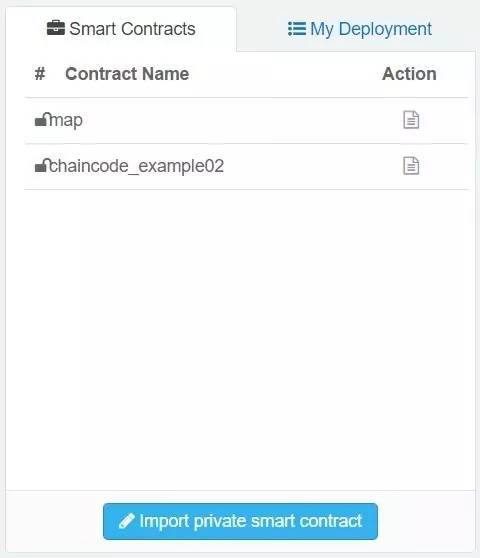 Smart Contracts My Deployment
# Contract Name Action
map
chaincode_example02
Import private smart contract